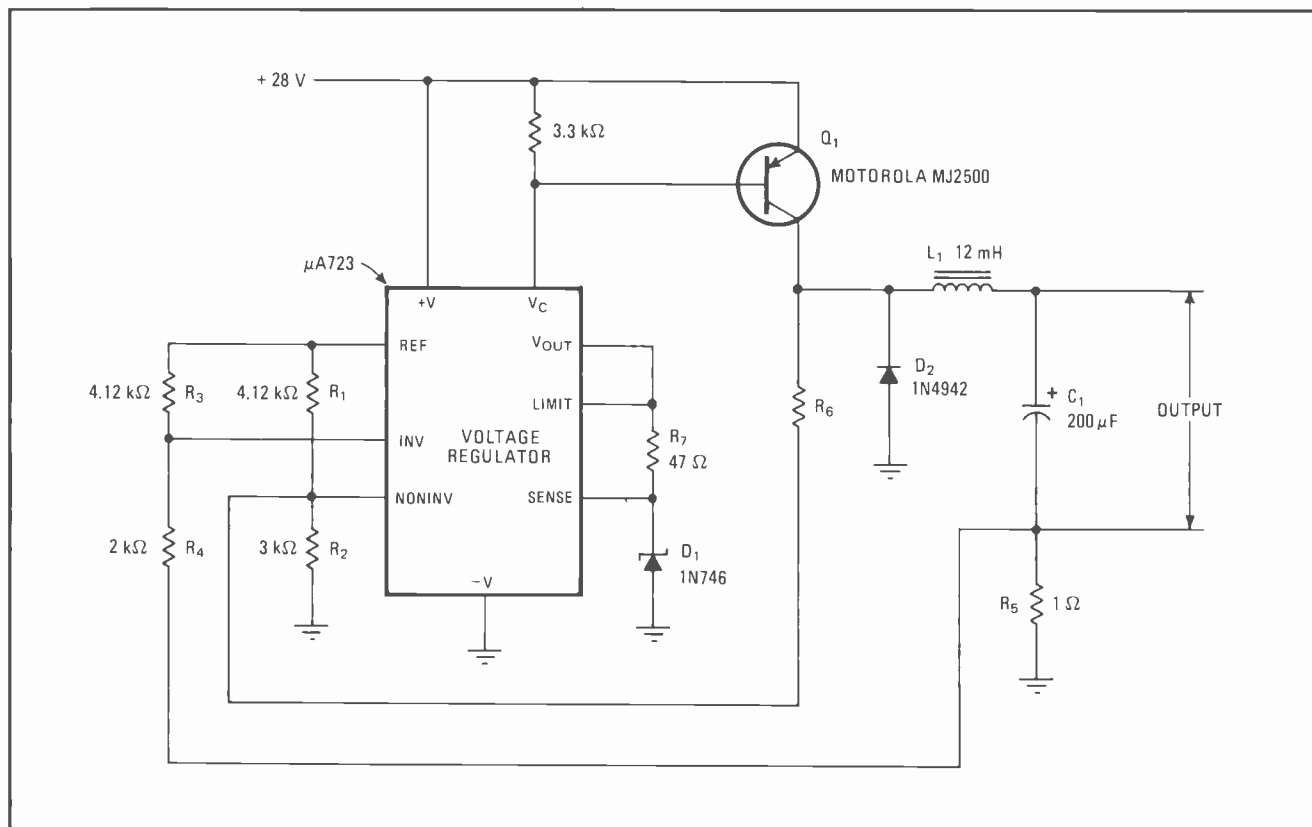 + 28 V
3.3 kΩ
Q1
MOTOROLA MJ2500
L1 12 mH
μA723
+V
VC
REF
VOUT
4.12 kΩ R3
4.12 kΩ R1
LIMIT
D2
1N4942
+
C1
200 μF
OUTPUT
R6
INV
VOLTAGE
REGULATOR
R7
47 Ω
NONINV
SENSE
2 kΩ R4
3 kΩ R2
D1
1N746
−V
R5 1 Ω